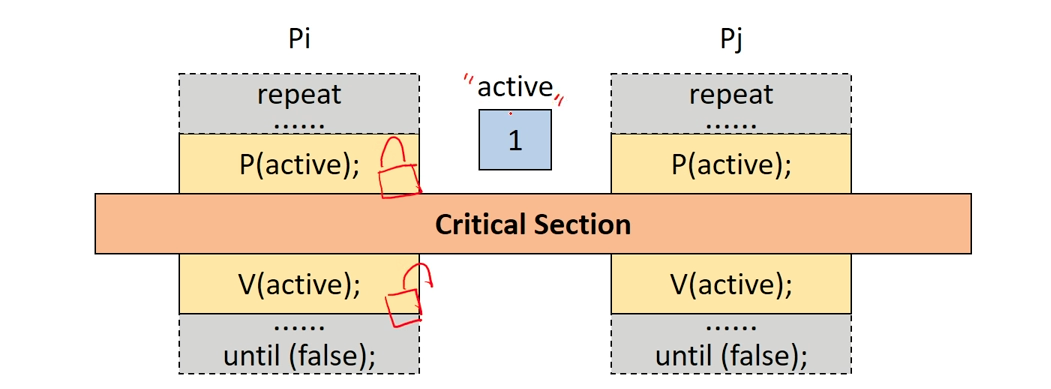 Pi
Pj
"active"
1
repeat
......
P(active);
repeat
......
P(active);
Critical Section
V(active);
......
until (false);
V(active);
......
until (false);